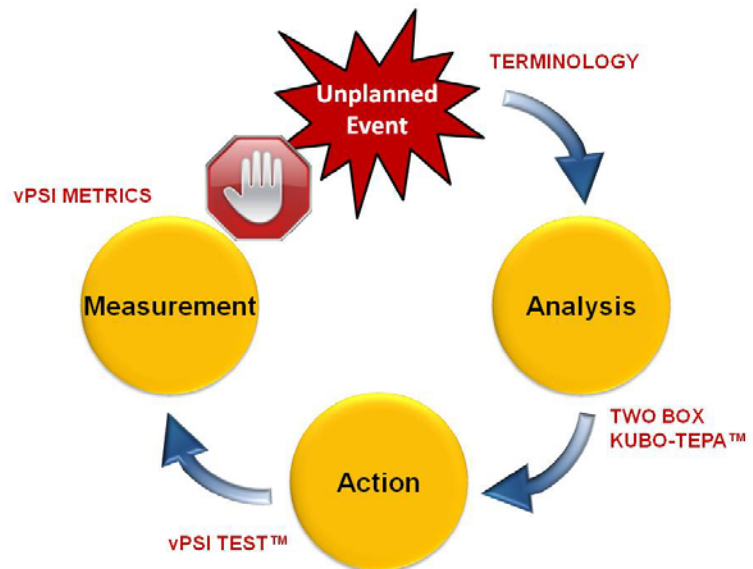 Unplanned
Event
TERMINOLOGY
vPSI METRICS
Measurement
Analysis
TWO BOX
KUBO-TEPA™
Action
vPSI TEST™